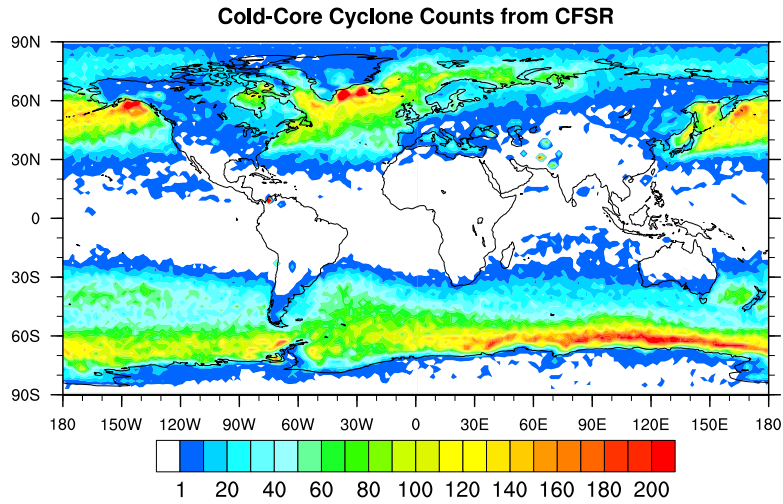 Cold-Core Cyclone Counts from CFSR
90N
60N
30N
0
30S
60S
90S
180 150W 120W 90W 60W 30W 0 30E 60E 90E 120E 150E 180
1 20 40 60 80 100 120 140 160 180 200